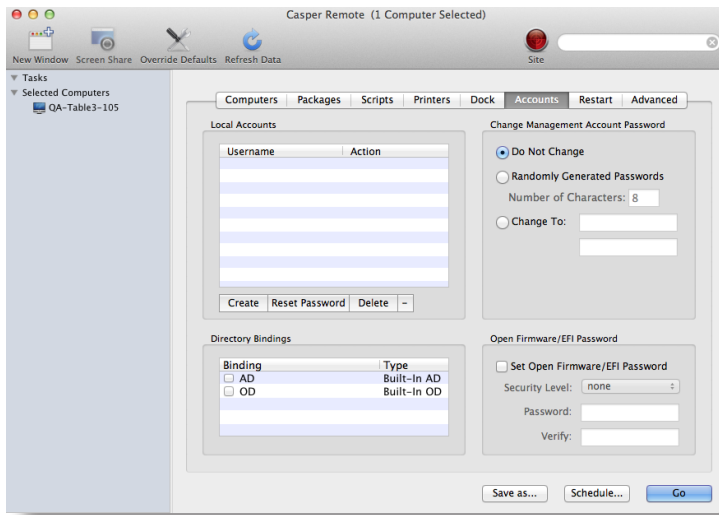 Casper Remote (1 Computer Selected)
New Window Screen Share Override Defaults Refresh Data Site
Tasks
Selected Computers
QA-Table3-105
Computers Packages Scripts Printers Dock Accounts Restart Advanced
Local Accounts
Username Action
Create Reset Password Delete -
Change Management Account Password
Do Not Change
Randomly Generated Passwords
Number of Characters: 8
Change To:
Directory Bindings
Binding Type
AD Built-In AD
OD Built-In OD
Open Firmware/EFI Password
Set Open Firmware/EFI Password
Security Level: none
Password:
Verify:
Save as... Schedule... Go